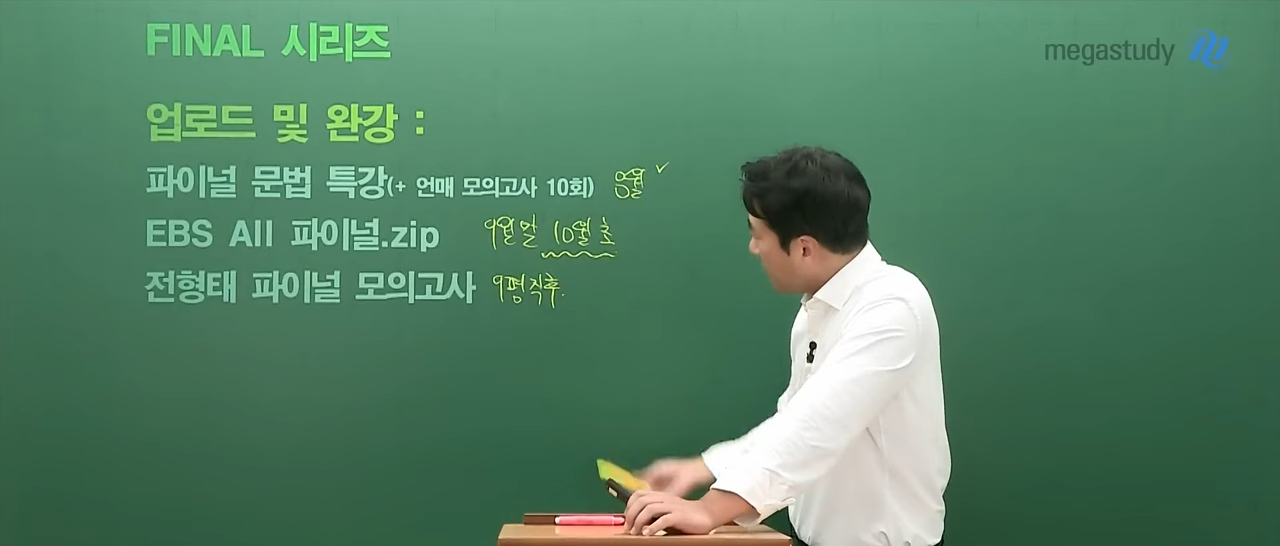 FINAL 시리즈
megastudy
업로드 및 완강 :
파이널 문법 특강(+ 언매 모의고사 10회) 8월
EBS All 파이널.zip 9월말 10월 초
전형태 파이널 모의고사 9평 직후.